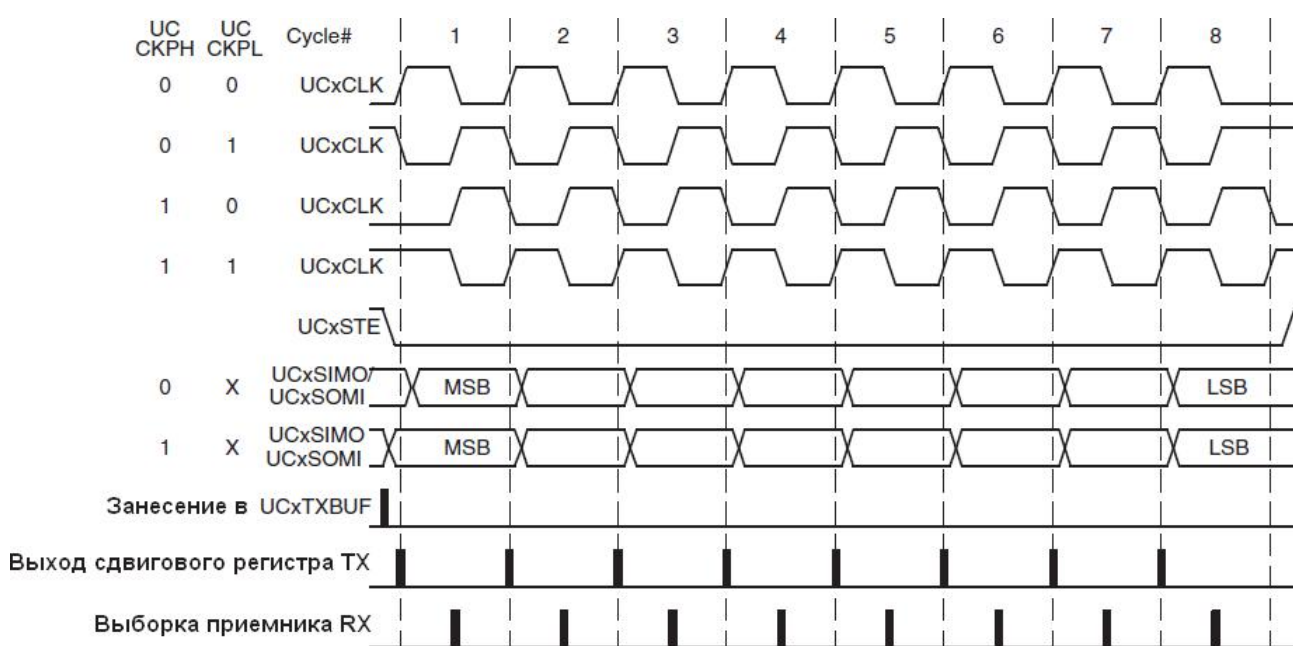 UC UC Cycle# 1 2 3 4 5 6 7 8
CKPH CKPL
0 0 UCxCLK
0 1 UCxCLK
1 0 UCxCLK
1 1 UCxCLK
UCxSTE
0 X UCxSIMO/
UCxSOMI MSB LSB
1 X UCxSIMO
UCxSOMI MSB LSB
Занесение в UCxTXBUF
Выход сдвигового регистра TX
Выборка приемника RX